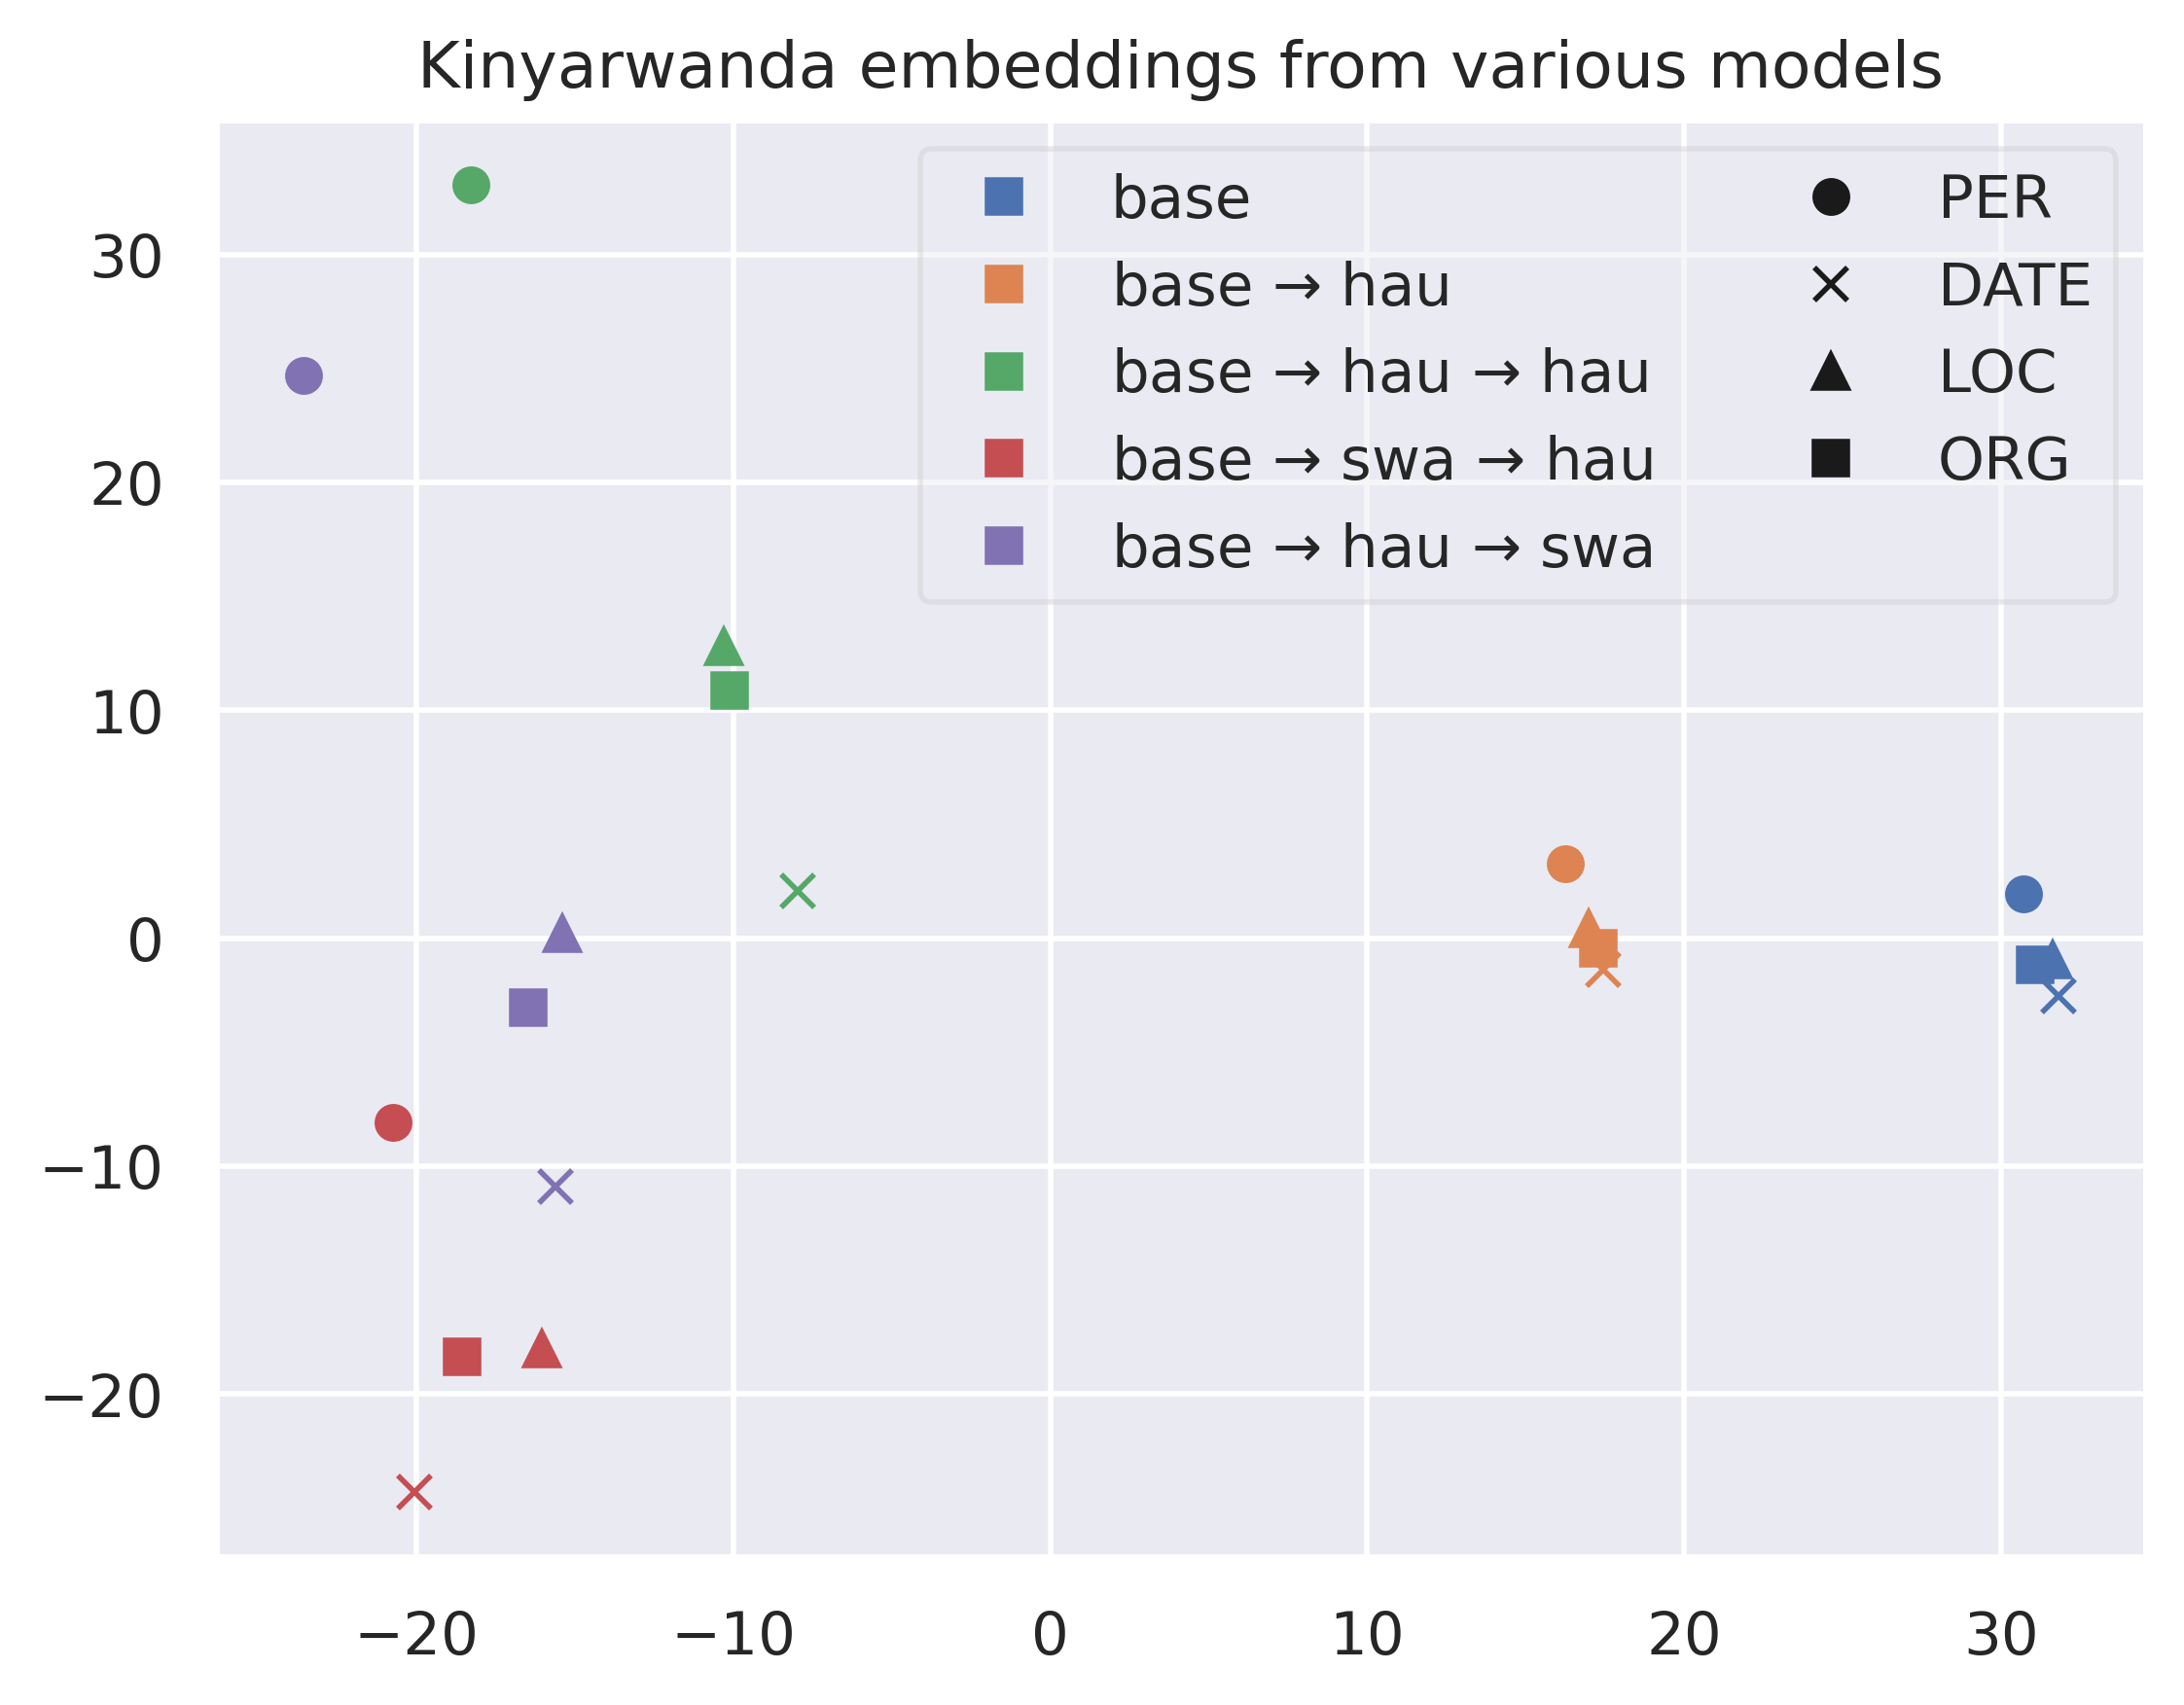 Kinyarwanda embeddings from various models
base
base → hau
base → hau → hau
base → swa → hau
base → hau → swa
PER
DATE
LOC
ORG
30
20
10
0
−10
−20
−20
−10
0
10
20
30